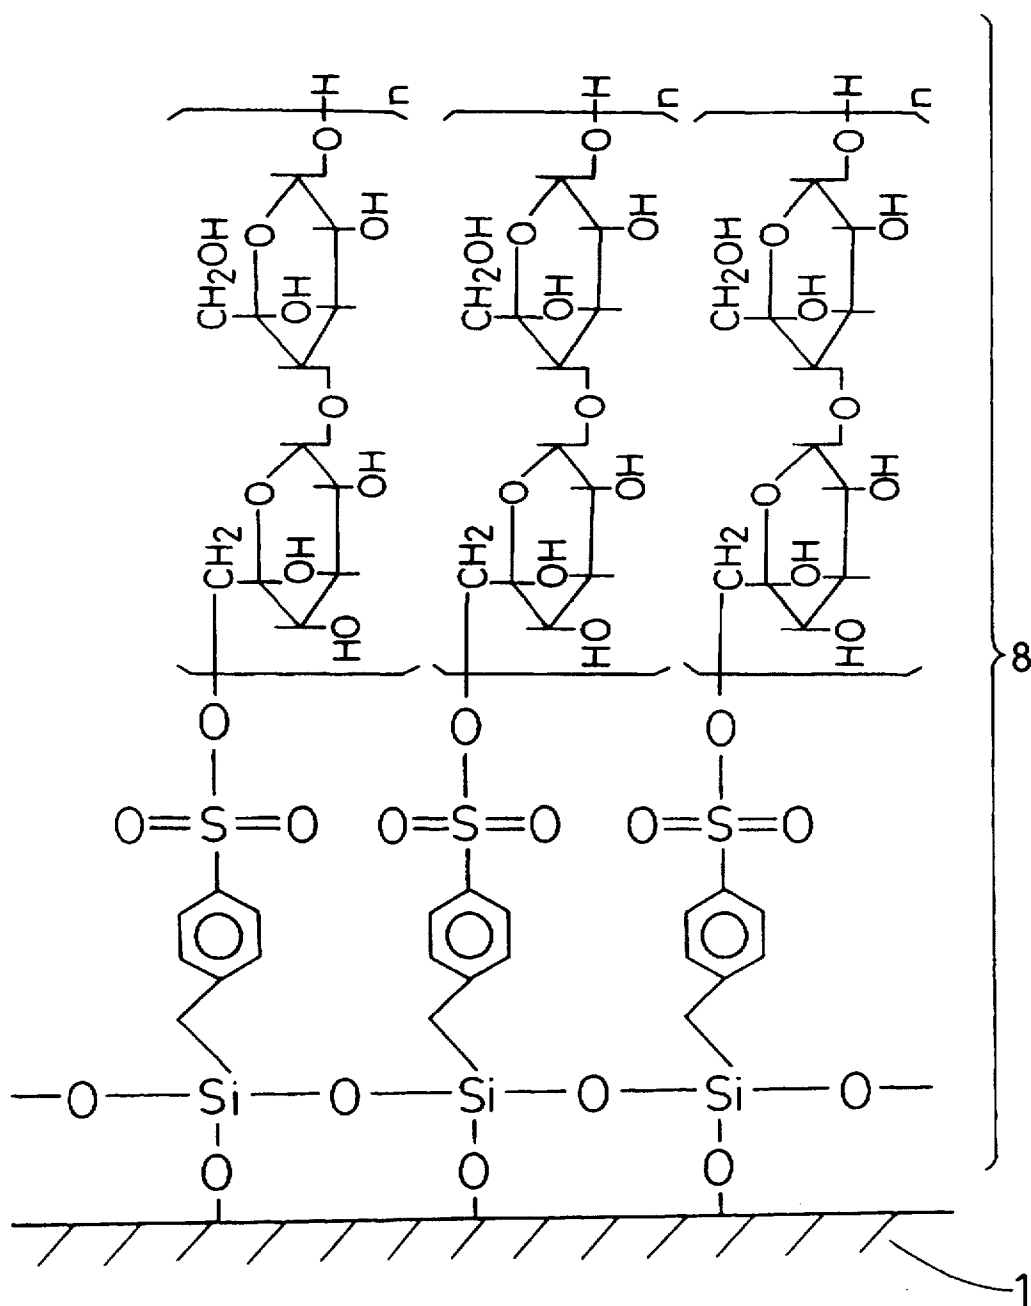 H H H
n n n
O O O
OH OH OH
CH2OH O CH2OH O CH2OH O
OH OH OH
O O O
OH OH OH
O O O
CH2 OH CH2 OH CH2 OH
HO HO HO
8
O O O
O=S=O O=S=O O=S=O
—O—Si—O—Si—O—Si—O—
O O O
1